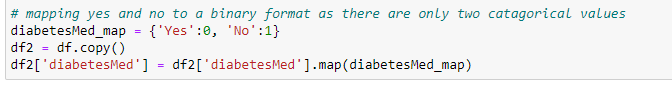 # mapping yes and no to a binary format as there are only two catagorical values
diabetesMed_map = {'Yes':0, 'No':1}
df2 = df.copy()
df2['diabetesMed'] = df2['diabetesMed'].map(diabetesMed_map)